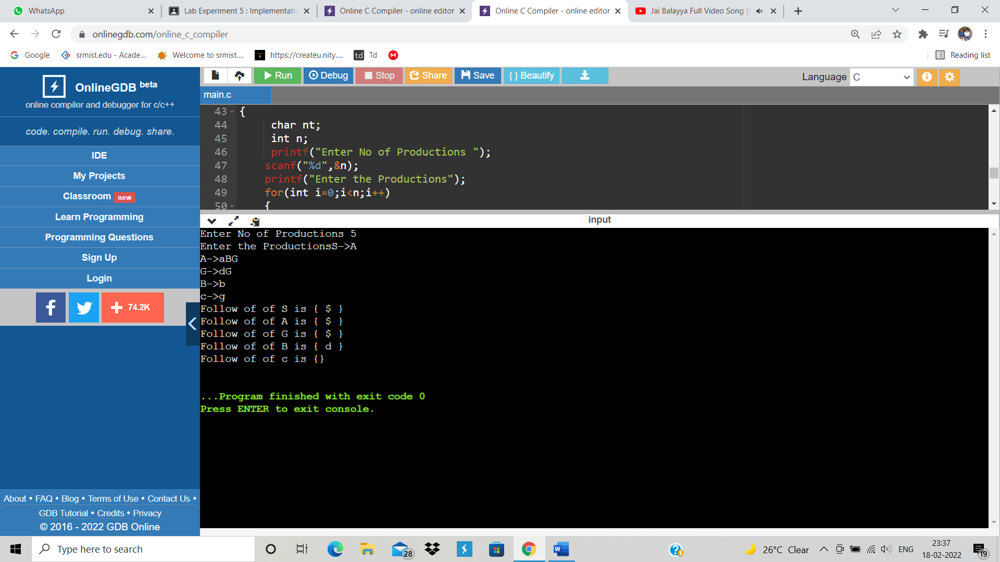 WhatsApp
Lab Experiment 5 : Implementatio
Online C Compiler - online editor
Online C Compiler - online editor
Jai Balayya Full Video Song [
onlinegdb.com/online_c_compiler
Google
srmist.edu - Acade...
Welcome to srmist....
https://createu.nity....
td Td
M
Reading list
OnlineGDB beta
online compiler and debugger for c/c++
code. compile. run. debug. share.
IDE
My Projects
Classroom new
Learn Programming
Programming Questions
Sign Up
Login
f
+ 74.2K
About • FAQ • Blog • Terms of Use • Contact Us •
GDB Tutorial • Credits • Privacy
© 2016 - 2022 GDB Online
Run
Debug
Stop
Share
Save
{ } Beautify
Language C
main.c
43 {
44 char nt;
45 int n;
46 printf("Enter No of Productions ");
47 scanf("%d",&n);
48 printf("Enter the Productions");
49 for(int i=0;i<n;i++)
50 {
input
Enter No of Productions 5
Enter the ProductionsS->A
A->aBG
G->dG
B->b
c->g
Follow of of S is { $ }
Follow of of A is { $ }
Follow of of G is { $ }
Follow of of B is { d }
Follow of of c is {}
...Program finished with exit code 0
Press ENTER to exit console.
Type here to search
28
26°C Clear
ENG
23:37
18-02-2022
19